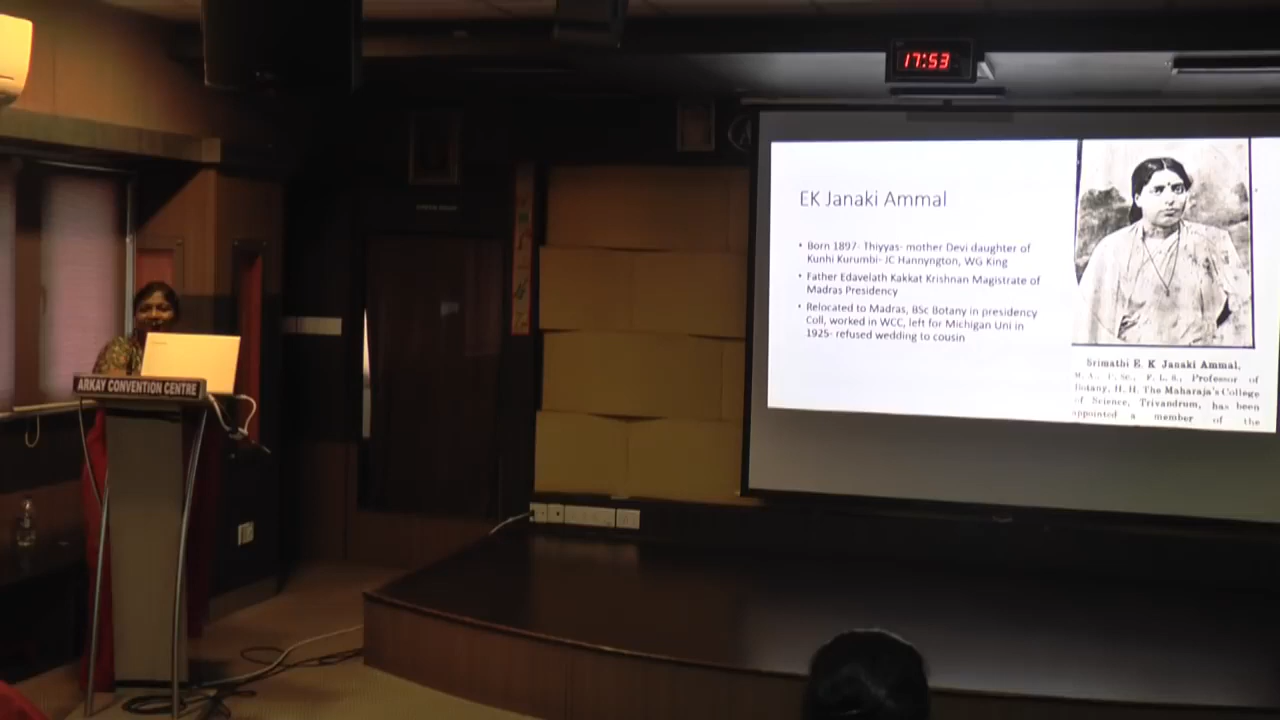 17:53
EK Janaki Ammal
• Born 1897- Thiyyas- mother Devi daughter of
Kunhi Kurumbi- JC Hannyngton, WG King
• Father Edavelath Kakkat Krishnan Magistrate of
Madras Presidency
• Relocated to Madras, BSc Botany in presidency
Coll, worked in WCC, left for Michigan Uni in
1925- refused wedding to cousin
Srimathi E. K Janaki Ammal,
M. A., F. L. S., Professor of
Botany, H. H. The Maharaja's College
of Science, Trivandrum, has been
appointed a member of the
ARKAY CONVENTION CENTRE